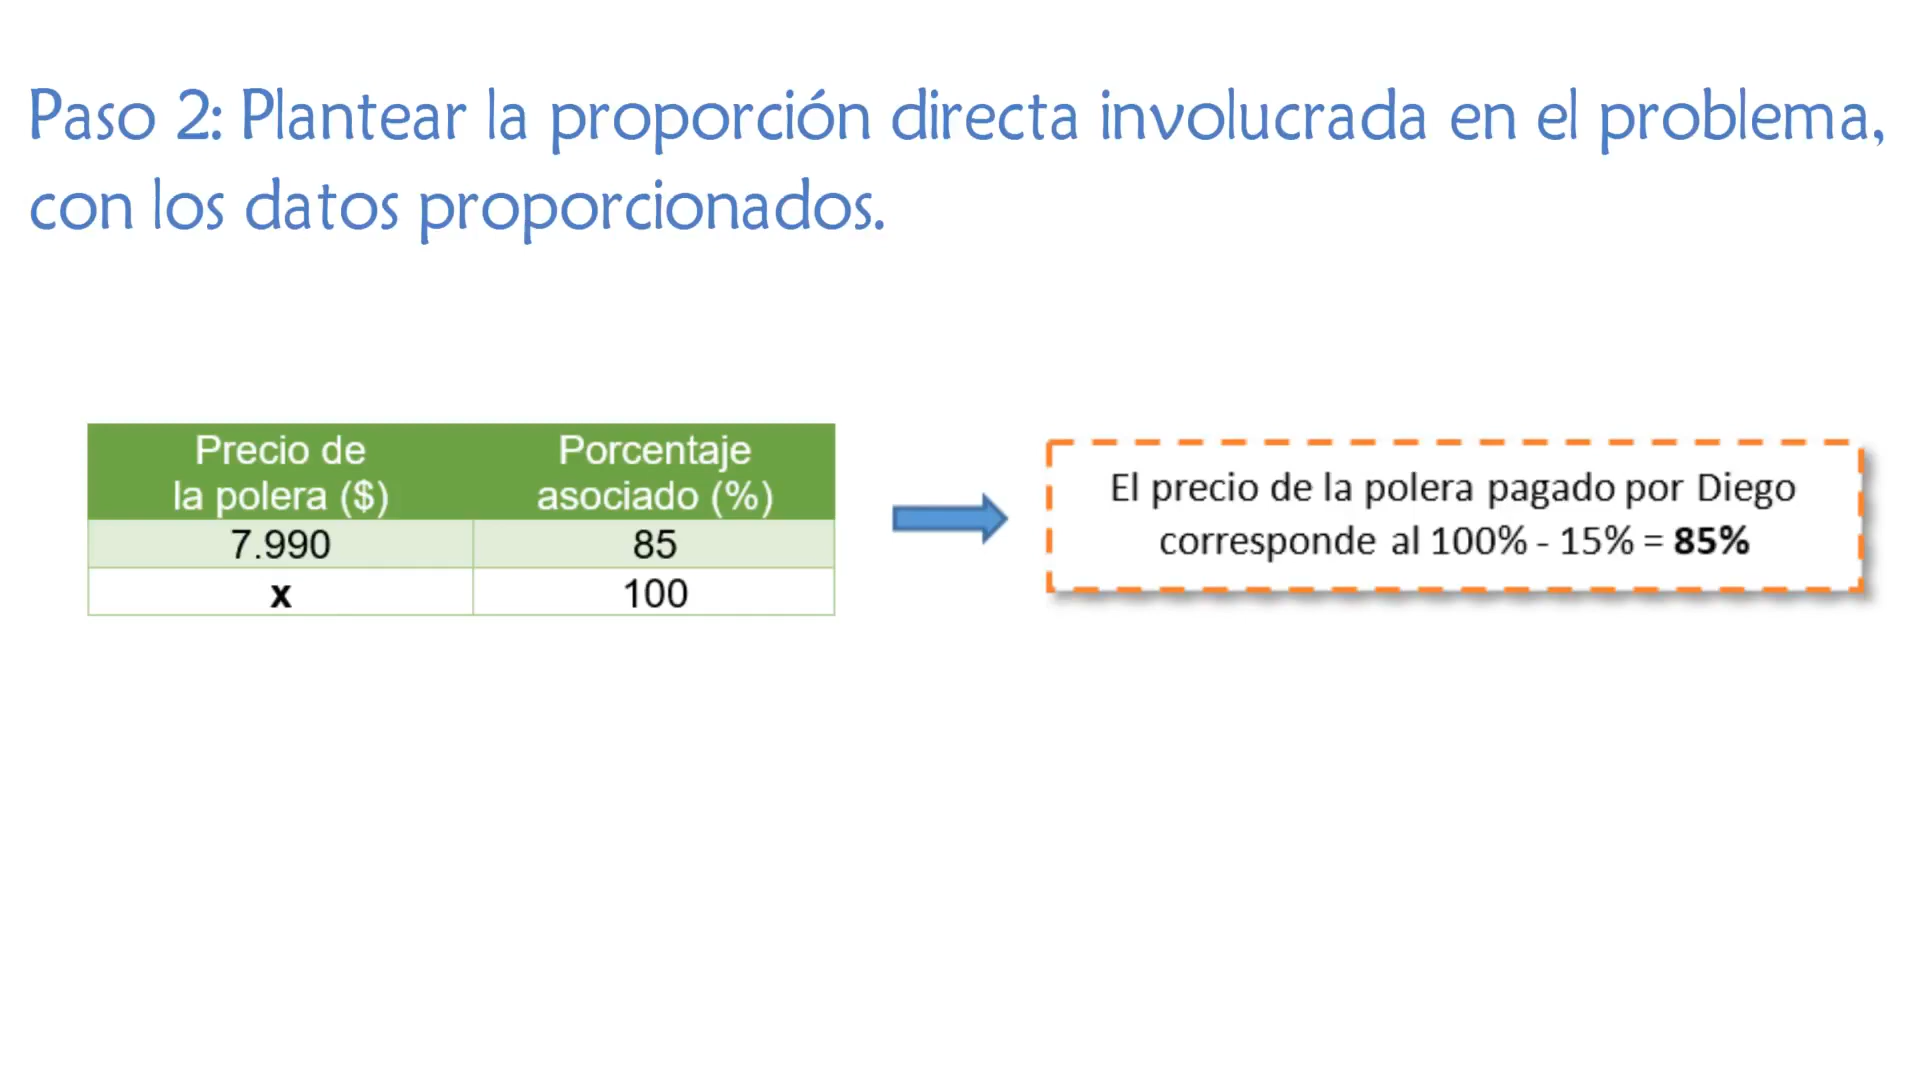 Paso 2: Plantear la proporción directa involucrada en el problema,
con los datos proporcionados.
Precio de la polera ($) Porcentaje asociado (%)
7.990 85
x 100
El precio de la polera pagado por Diego
corresponde al 100% - 15% = 85%